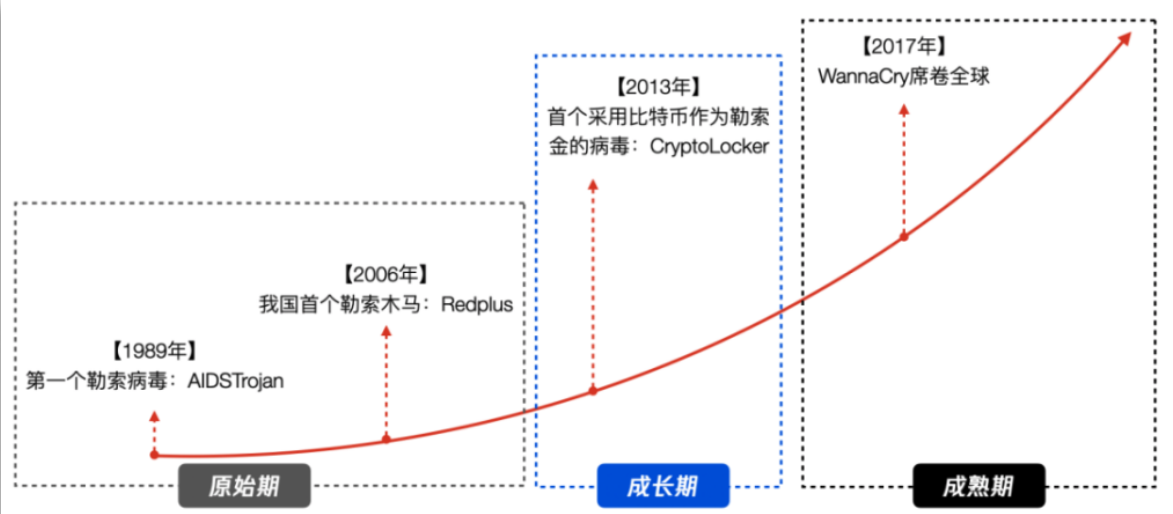 【2017年】
WannaCry席卷全球
【2013年】
首个采用比特币作为勒索
金的病毒：CryptoLocker
【2006年】
我国首个勒索木马：Redplus
【1989年】
第一个勒索病毒：AIDSTrojan
原始期
成长期
成熟期